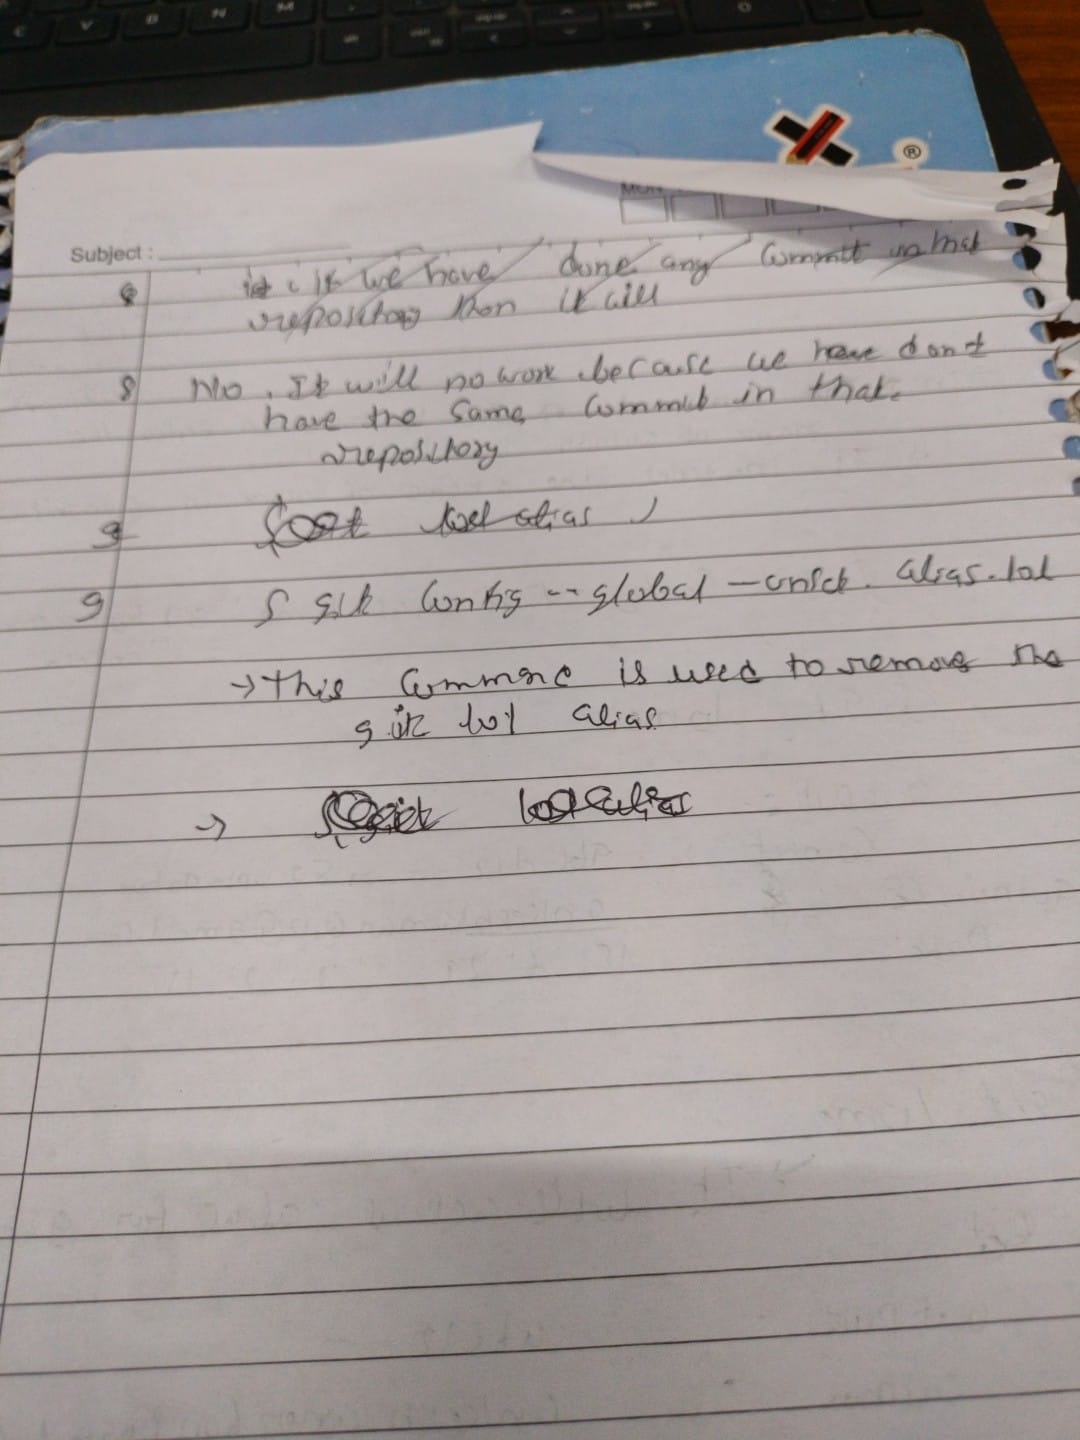 Subject :
8 it is If we have done any Commit in that
repository then it will
8 No . It will no work because we have dont
have the same Commit in that.
repository
9 alias
9 $ git Config -- global - unset . alias . lol
→ This Command is used to remove the
git lol alias
→ alias
®